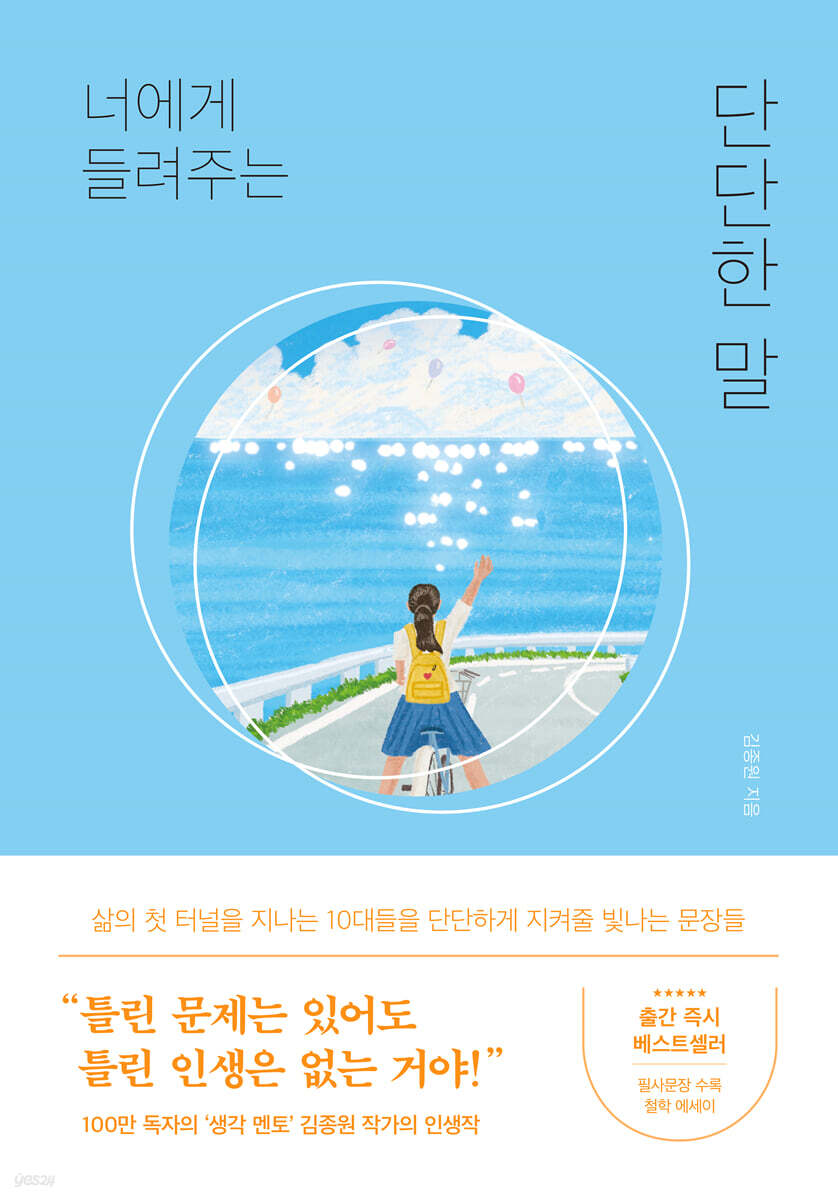 너에게
들려주는
단단한 말
김종원 지음
삶의 첫 터널을 지나는 10대들을 단단하게 지켜줄 빛나는 문장들
“틀린 문제는 있어도
틀린 인생은 없는 거야!”
100만 독자의 ‘생각 멘토’ 김종원 작가의 인생작
★★★★★
출간 즉시
베스트셀러
필사문장 수록
철학 에세이
yes24